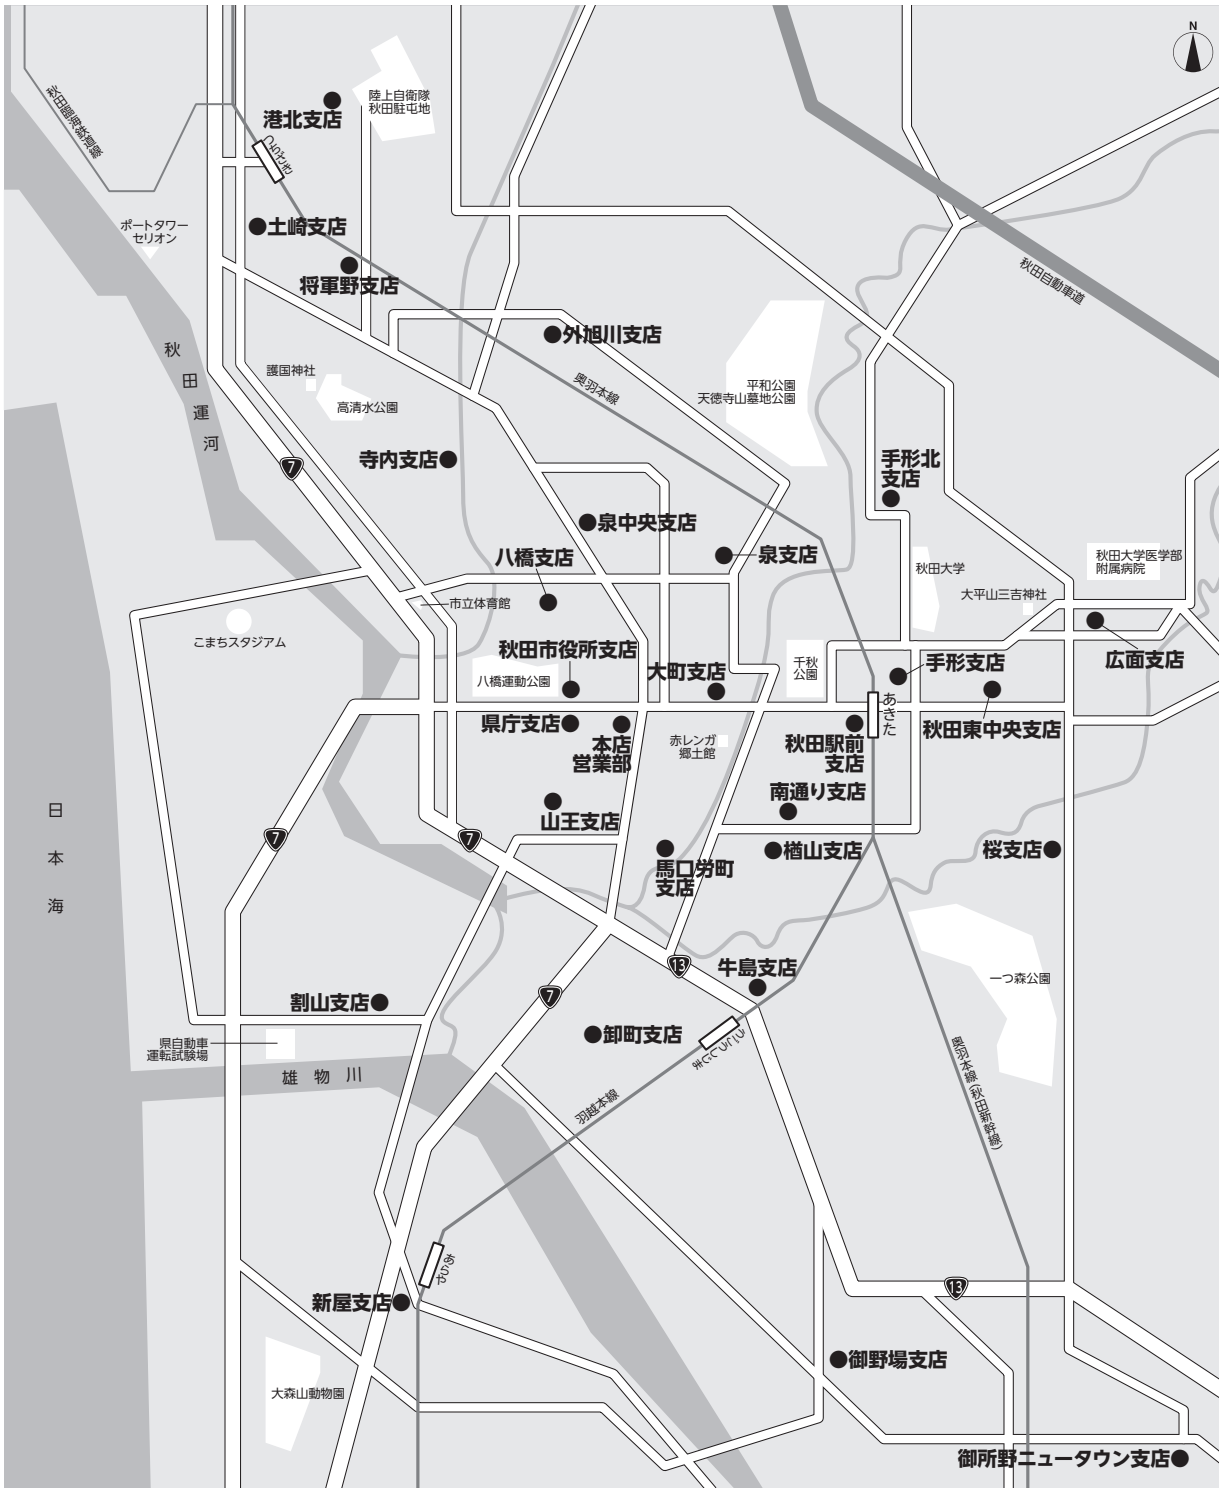 N
秋田臨海鉄道線
陸上自衛隊
秋田駐屯地
港北支店
つちざき
ポートタワー
セリオン
土崎支店
将軍野支店
秋田自動車道
外旭川支店
秋田運河
護国神社
高清水公園
奥羽本線
平和公園
天徳寺山墓地公園
寺内支店
7
手形北
支店
泉中央支店
八橋支店
泉支店
秋田大学
秋田大学医学部
附属病院
大平山三吉神社
市立体育館
こまちスタジアム
広面支店
秋田市役所支店
八橋運動公園
大町支店
千秋
公園
手形支店
あきた
県庁支店
本店
営業部
赤レンガ
郷土館
秋田駅前
支店
秋田東中央支店
南通り支店
山王支店
日本海
7
7
馬口労町
支店
楢山支店
桜支店
13
牛島支店
一つ森公園
7
割山支店
卸町支店
うごうしじま
県自動車
運転試験場
雄物川
羽越本線
奥羽本線(秋田新幹線)
あらや
新屋支店
13
御野場支店
大森山動物園
御所野ニュータウン支店